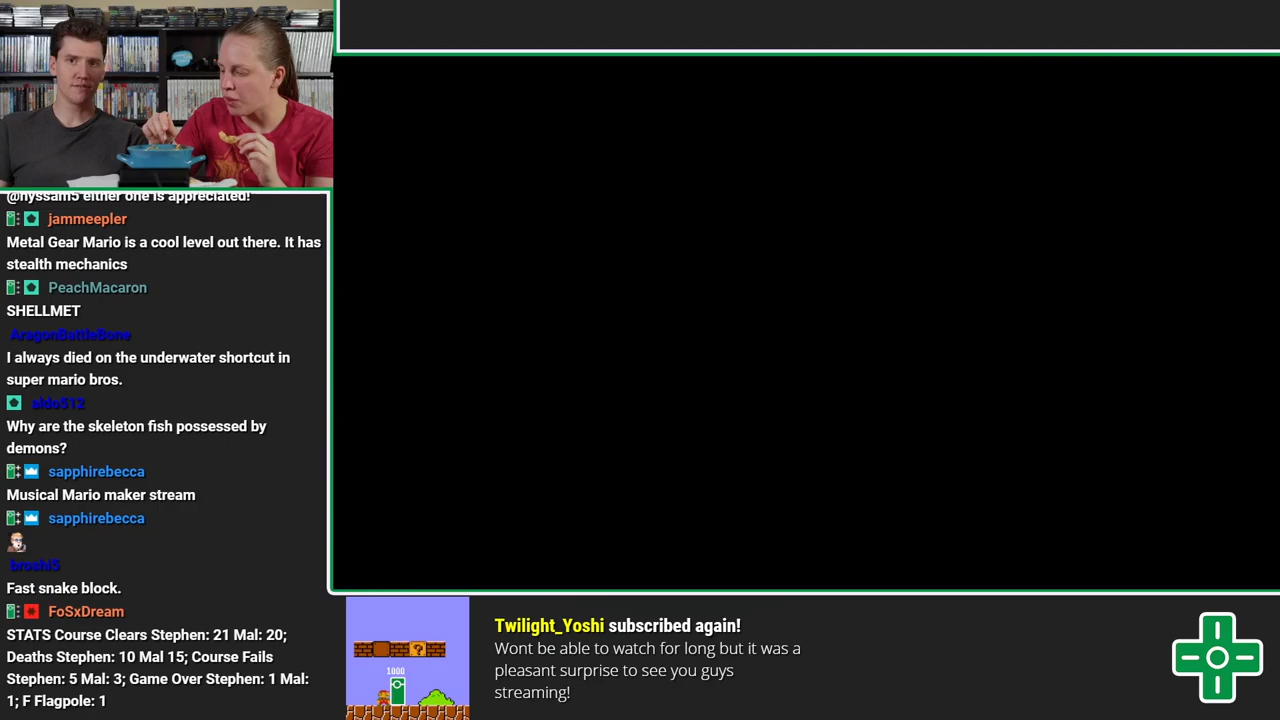 @nyssam5 either one is appreciated!
jammeepler
Metal Gear Mario is a cool level out there. It has
stealth mechanics
PeachMacaron
SHELLMET
AragonBattleBone
I always died on the underwater shortcut in
super mario bros.
aldo512
Why are the skeleton fish possessed by
demons?
sapphirebecca
Musical Mario maker stream
sapphirebecca
broshi5
Fast snake block.
FoSxDream
STATS Course Clears Stephen: 21 Mal: 20;
Deaths Stephen: 10 Mal 15; Course Fails
Stephen: 5 Mal: 3; Game Over Stephen: 1 Mal:
1; F Flagpole: 1
1000
Twilight_Yoshi subscribed again!
Wont be able to watch for long but it was a
pleasant surprise to see you guys
streaming!